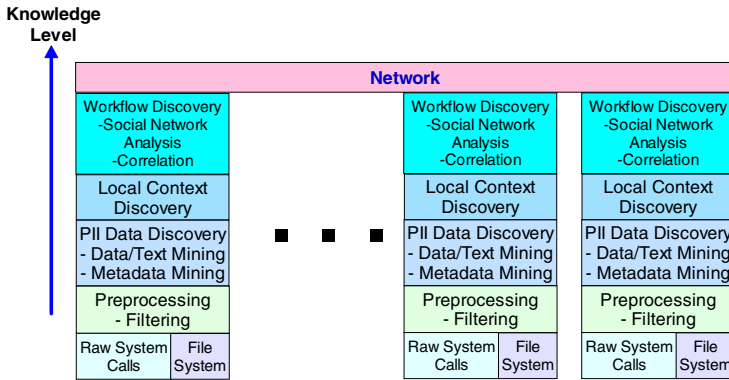 Knowledge
Level
Network
Workflow Discovery
-Social Network
Analysis
-Correlation
Local Context
Discovery
PII Data Discovery
- Data/Text Mining
- Metadata Mining
Preprocessing
- Filtering
Raw System
Calls
File
System
Workflow Discovery
-Social Network
Analysis
-Correlation
Local Context
Discovery
PII Data Discovery
- Data/Text Mining
- Metadata Mining
Preprocessing
- Filtering
Raw System
Calls
File
System
Workflow Discovery
-Social Network
Analysis
-Correlation
Local Context
Discovery
PII Data Discovery
- Data/Text Mining
- Metadata Mining
Preprocessing
- Filtering
Raw System
Calls
File
System